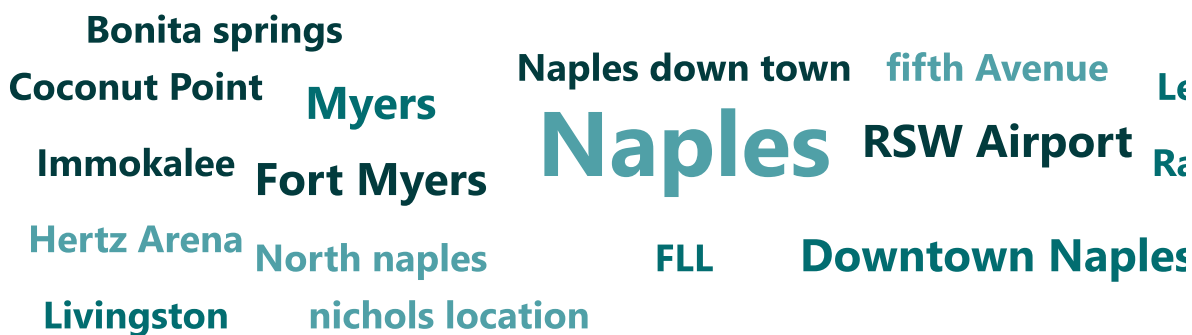 Bonita springs
Naples down town
fifth Avenue
Coconut Point
Myers
Naples
RSW Airport
Immokalee
Fort Myers
Hertz Arena
North naples
FLL
Downtown Naples
Livingston
nichols location